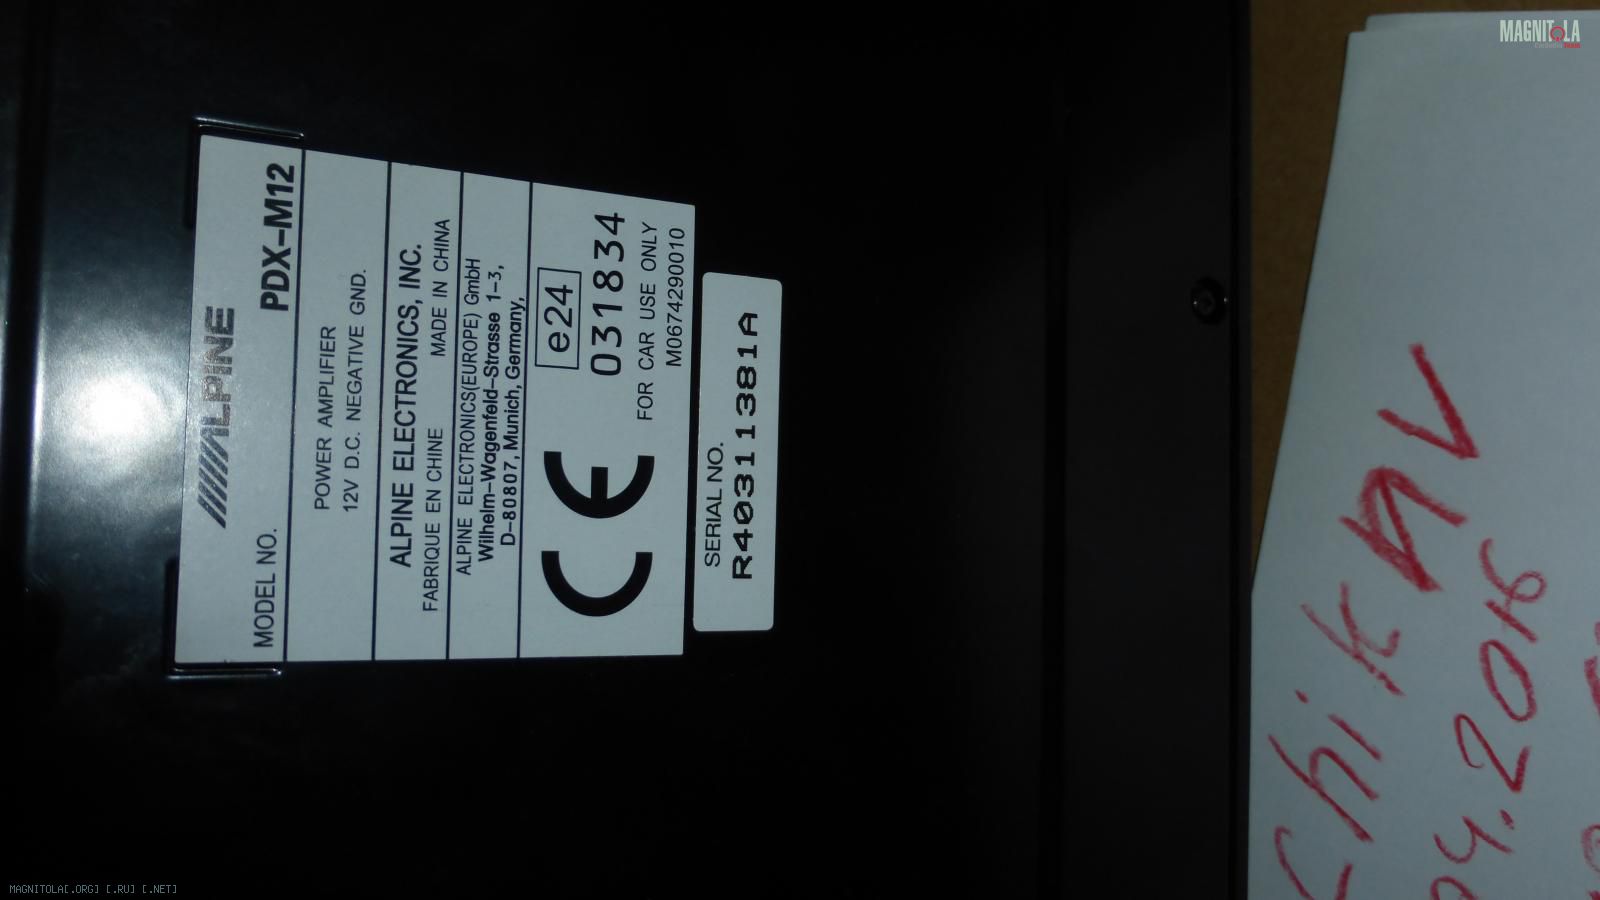 ALPINE
MODEL NO. PDX-M12
POWER AMPLIFIER
12V D.C. NEGATIVE GND.
ALPINE ELECTRONICS, INC.
FABRIQUE EN CHINE MADE IN CHINA
ALPINE ELECTRONICS(EUROPE) GmbH
Wilhelm-Wagenfeld-Strasse 1-3,
D-80807, Munich, Germany,
CE e24
031834
FOR CAR USE ONLY
M0674290010
SERIAL NO.
R40311381A
04.2016
MAGNITOLA
MAGNITOLA[.ORG] [.RU] [.NET]